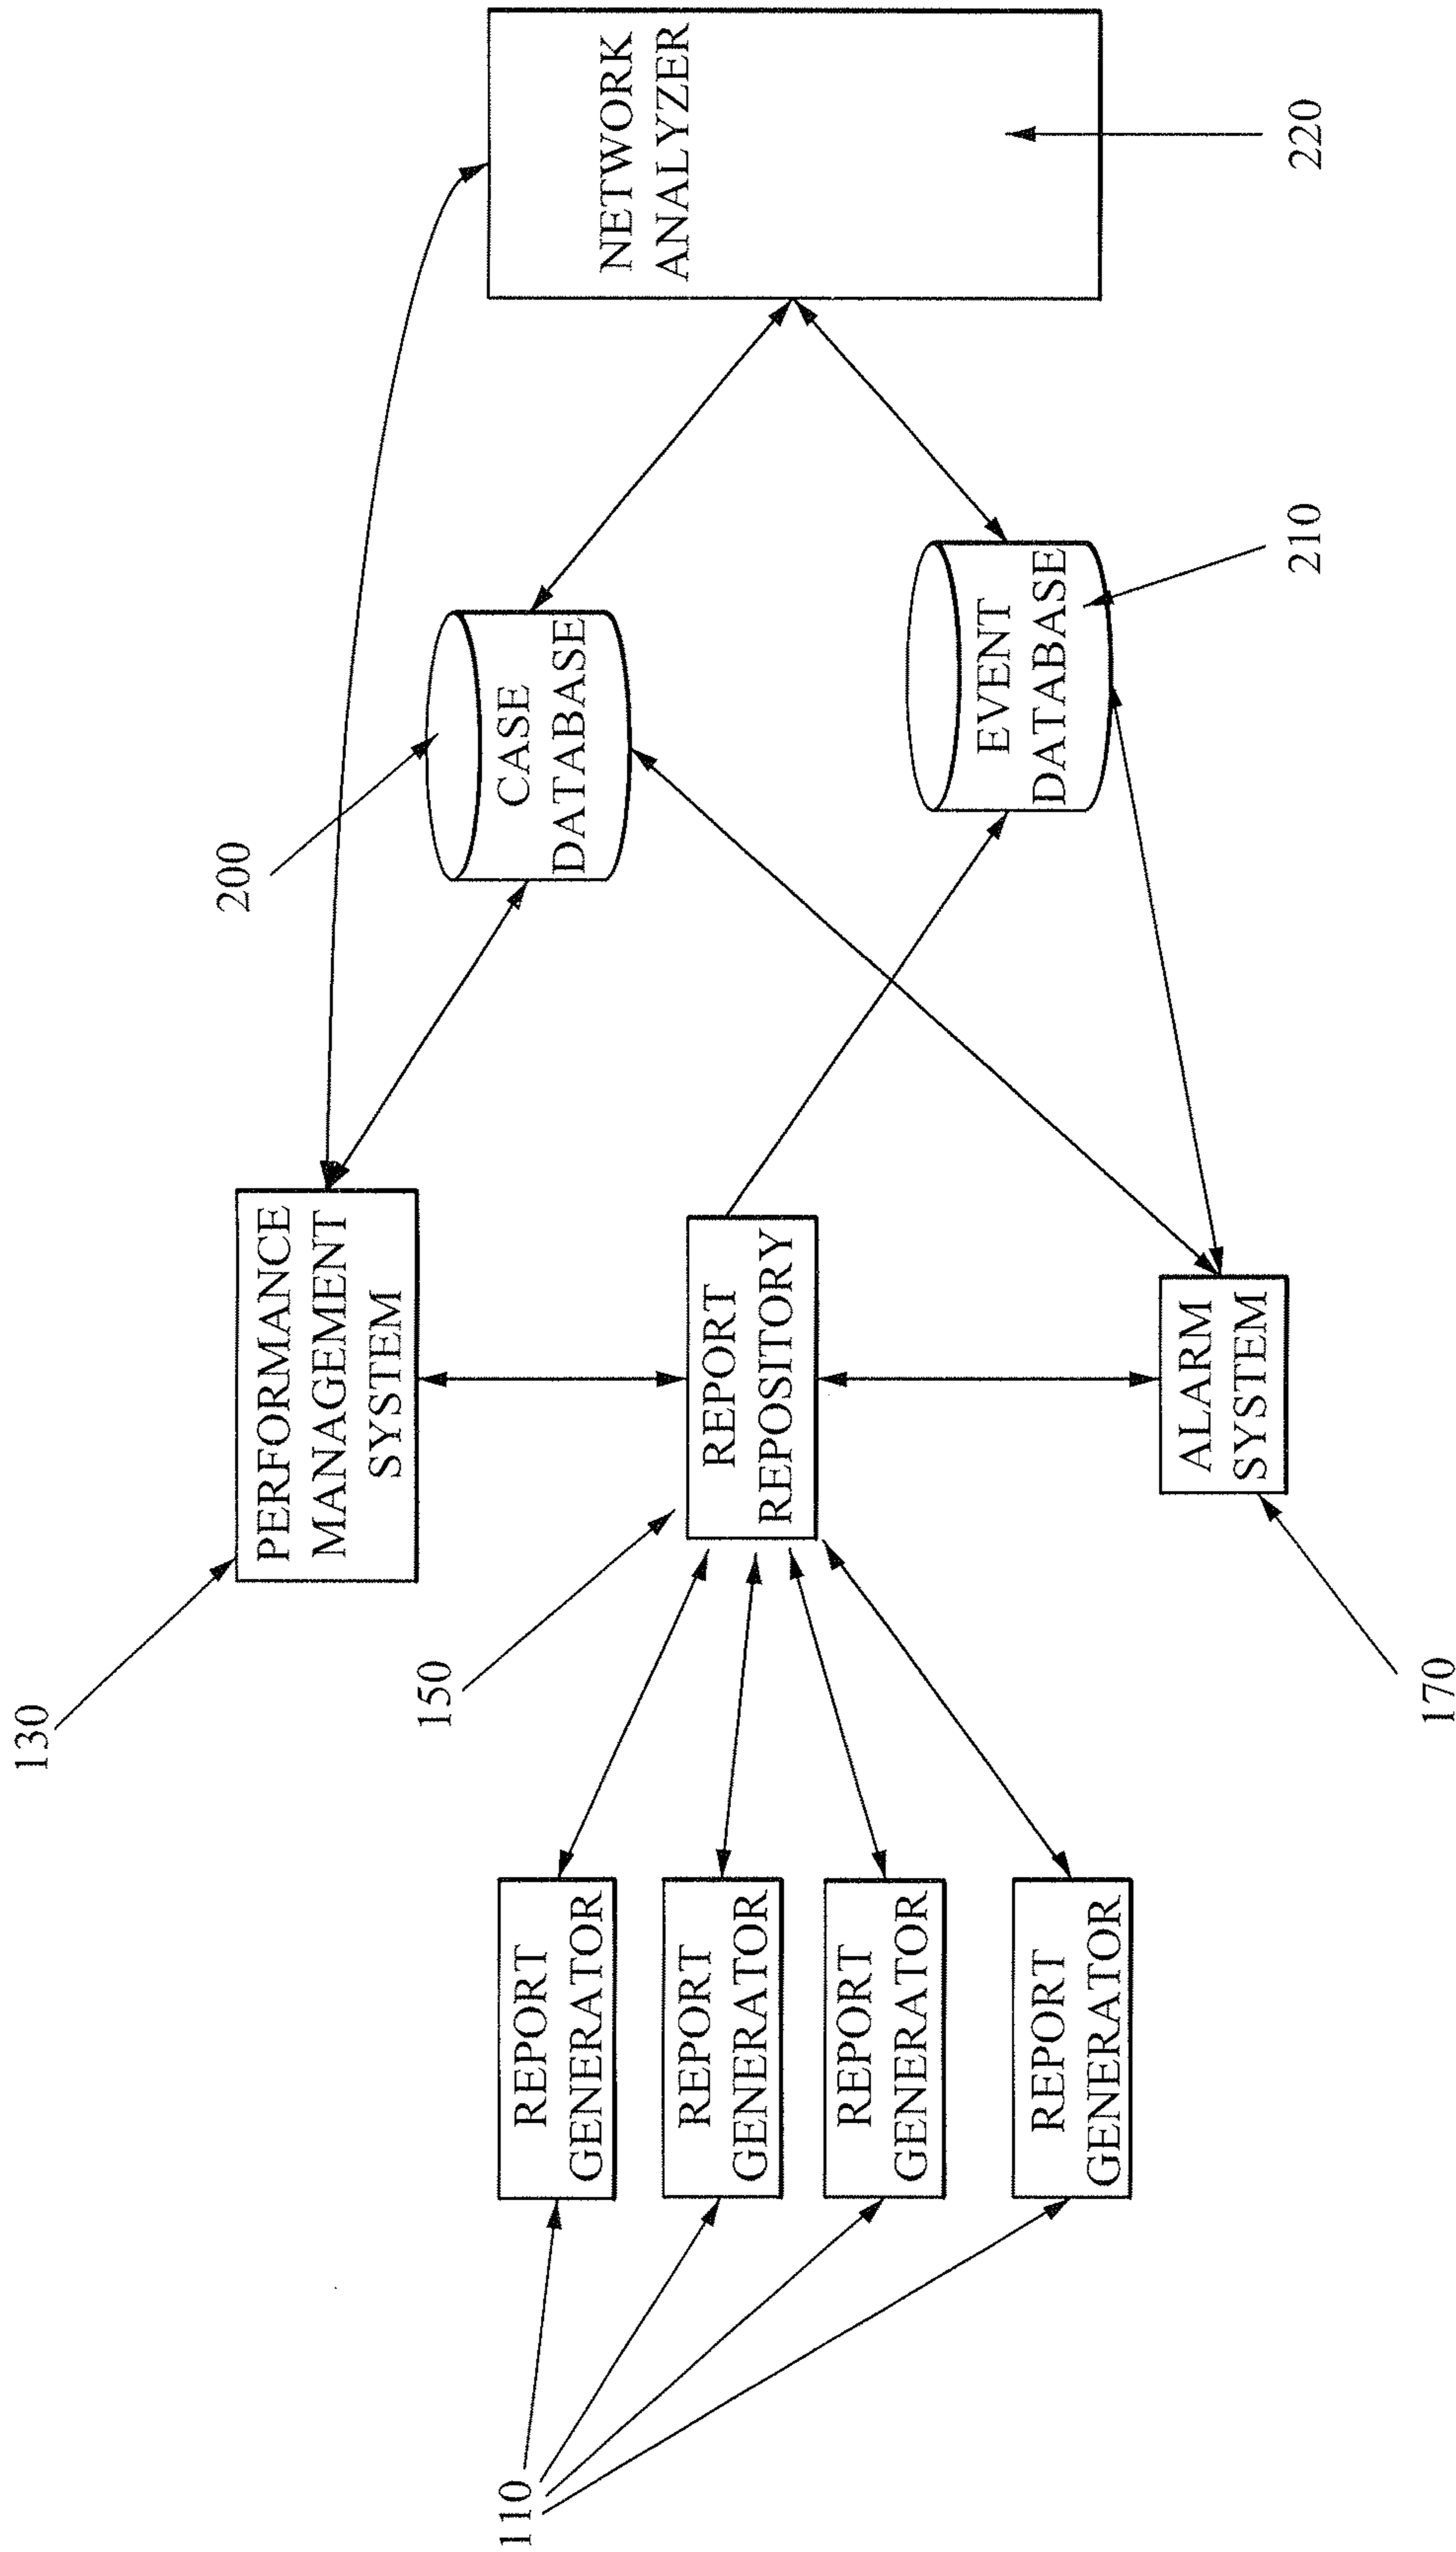 130
PERFORMANCE
MANAGEMENT
SYSTEM
200
CASE
DATABASE
NETWORK
ANALYZER
220
150
REPORT
REPOSITORY
EVENT
DATABASE
210
ALARM
SYSTEM
170
110
REPORT
GENERATOR
REPORT
GENERATOR
REPORT
GENERATOR
REPORT
GENERATOR